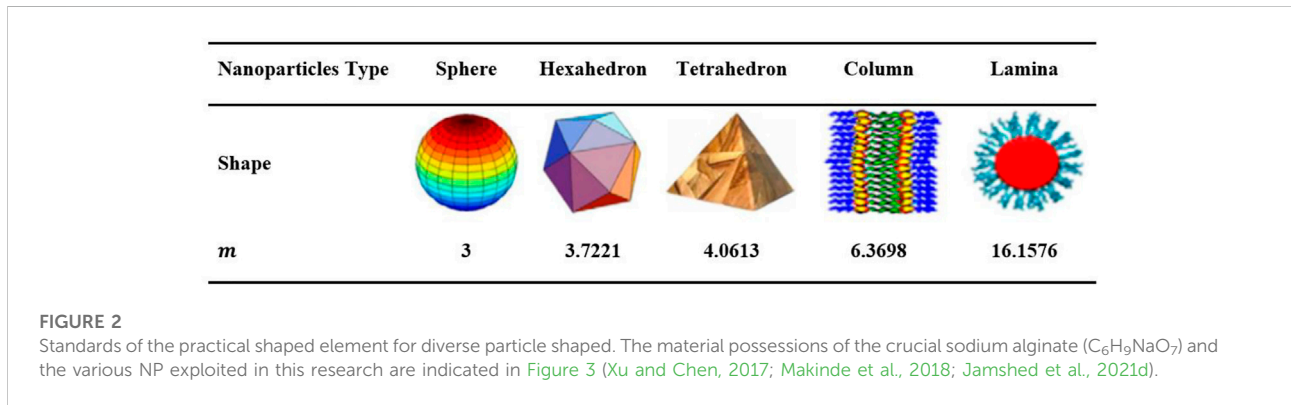 Nanoparticles Type Sphere Hexahedron Tetrahedron Column Lamina
Shape
m 3 3.7221 4.0613 6.3698 16.1576
FIGURE 2
Standards of the practical shaped element for diverse particle shaped. The material possessions of the crucial sodium alginate (C₆H₉NaO₇) and
the various NP exploited in this research are indicated in Figure 3 (Xu and Chen, 2017; Makinde et al., 2018; Jamshed et al., 2021d).